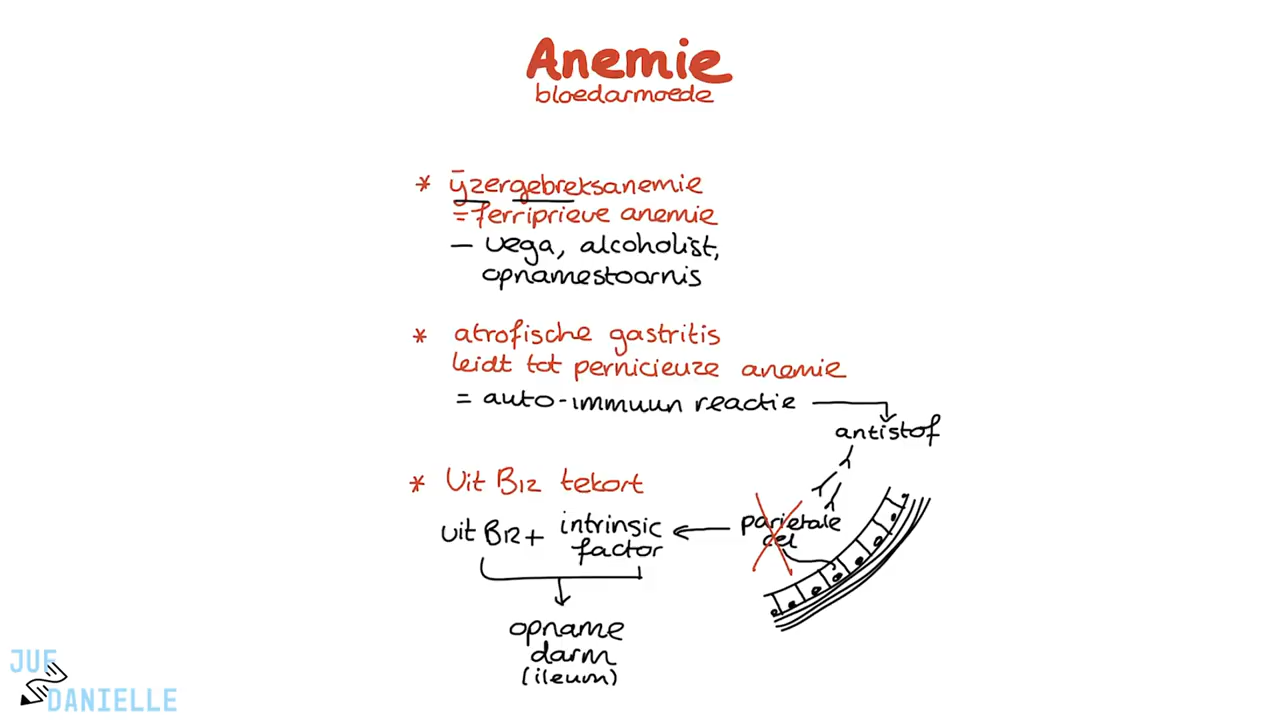 Anemie
bloedarmoede
* ijzergebreksanemie
= ferriprieve anemie
– vega, alcoholist,
opnamestoornis
* atrofische gastritis
leidt tot pernicieuze anemie
= auto-immuun reactie
antistof
* Vit B12 tekort
vit B12 + intrinsic
factor
parietale
cel
opname
darm
(ileum)
JUF
DANIELLE